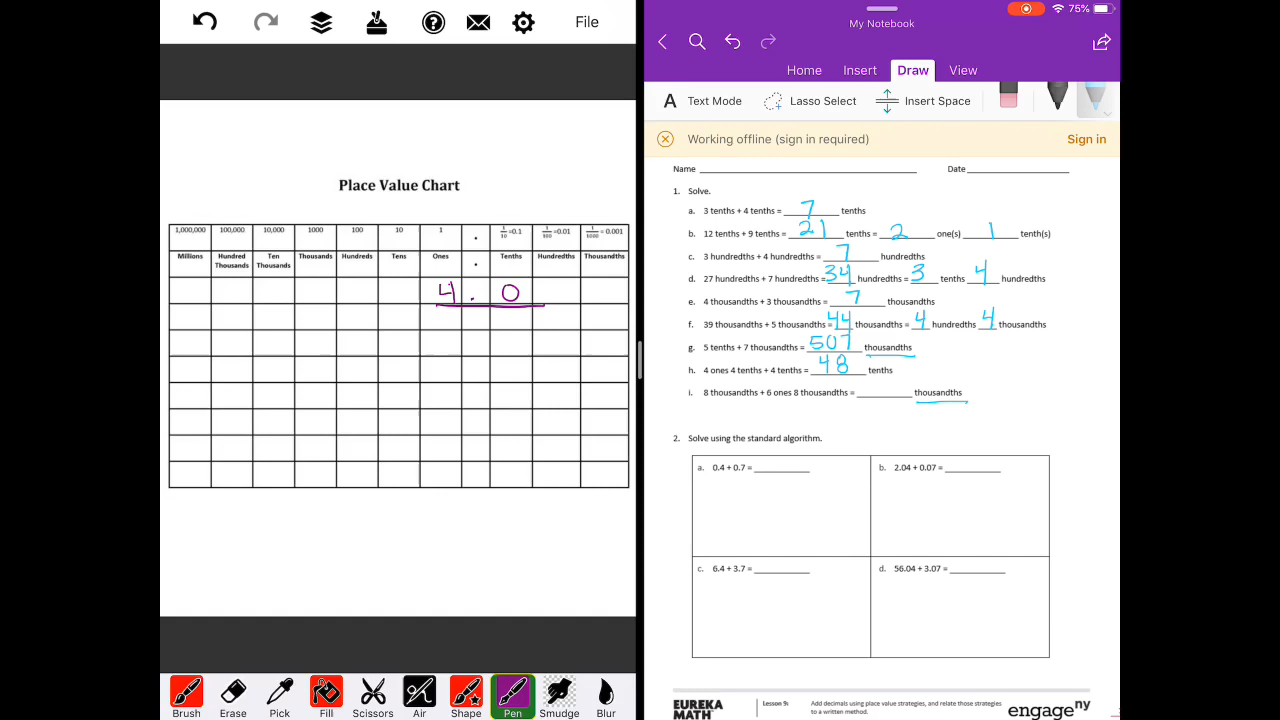 File
Place Value Chart
1,000,000 100,000 10,000 1000 100 10 1 . 1/10 =0.1 1/100 =0.01 1/1000 = 0.001
Millions Hundred Thousands Ten Thousands Thousands Hundreds Tens Ones . Tenths Hundredths Thousandths
4 . 0
Brush Erase Pick Fill Scissors Air Shape Pen Smudge Blur
75%
My Notebook
Home Insert Draw View
A Text Mode Lasso Select Insert Space
Working offline (sign in required) Sign in
Name Date
1. Solve.
a. 3 tenths + 4 tenths = 7 tenths
b. 12 tenths + 9 tenths = 21 tenths = 2 one(s) 1 tenth(s)
c. 3 hundredths + 4 hundredths = 7 hundredths
d. 27 hundredths + 7 hundredths = 34 hundredths = 3 tenths 4 hundredths
e. 4 thousandths + 3 thousandths = 7 thousandths
f. 39 thousandths + 5 thousandths = 44 thousandths = 4 hundredths 4 thousandths
g. 5 tenths + 7 thousandths = 507 thousandths
h. 4 ones 4 tenths + 4 tenths = 48 tenths
i. 8 thousandths + 6 ones 8 thousandths = thousandths
2. Solve using the standard algorithm.
a. 0.4 + 0.7 = b. 2.04 + 0.07 =
c. 6.4 + 3.7 = d. 56.04 + 3.07 =
EUREKA MATH
Lesson 9:
Add decimals using place value strategies, and relate those strategies
to a written method.
engageny